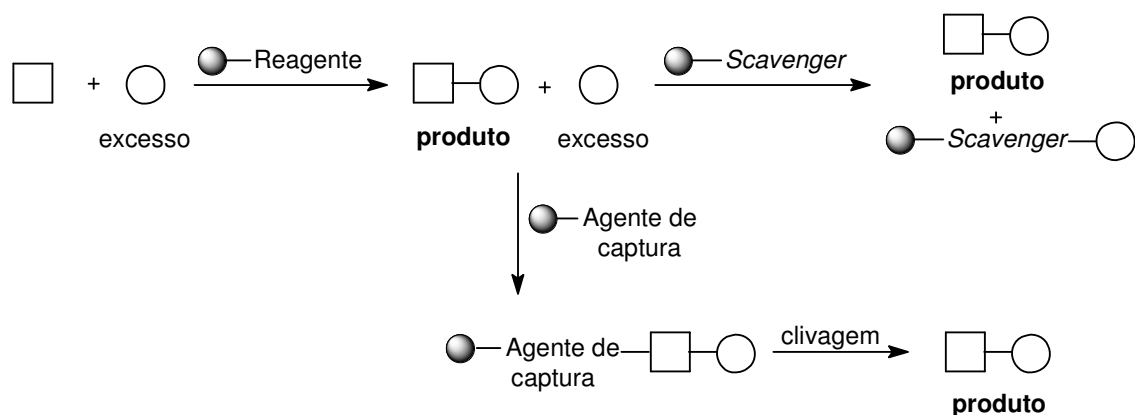 + Reagente + Scavenger
excesso produto excesso produto
+
Scavenger
Agente de
captura
Agente de clivagem
captura
produto